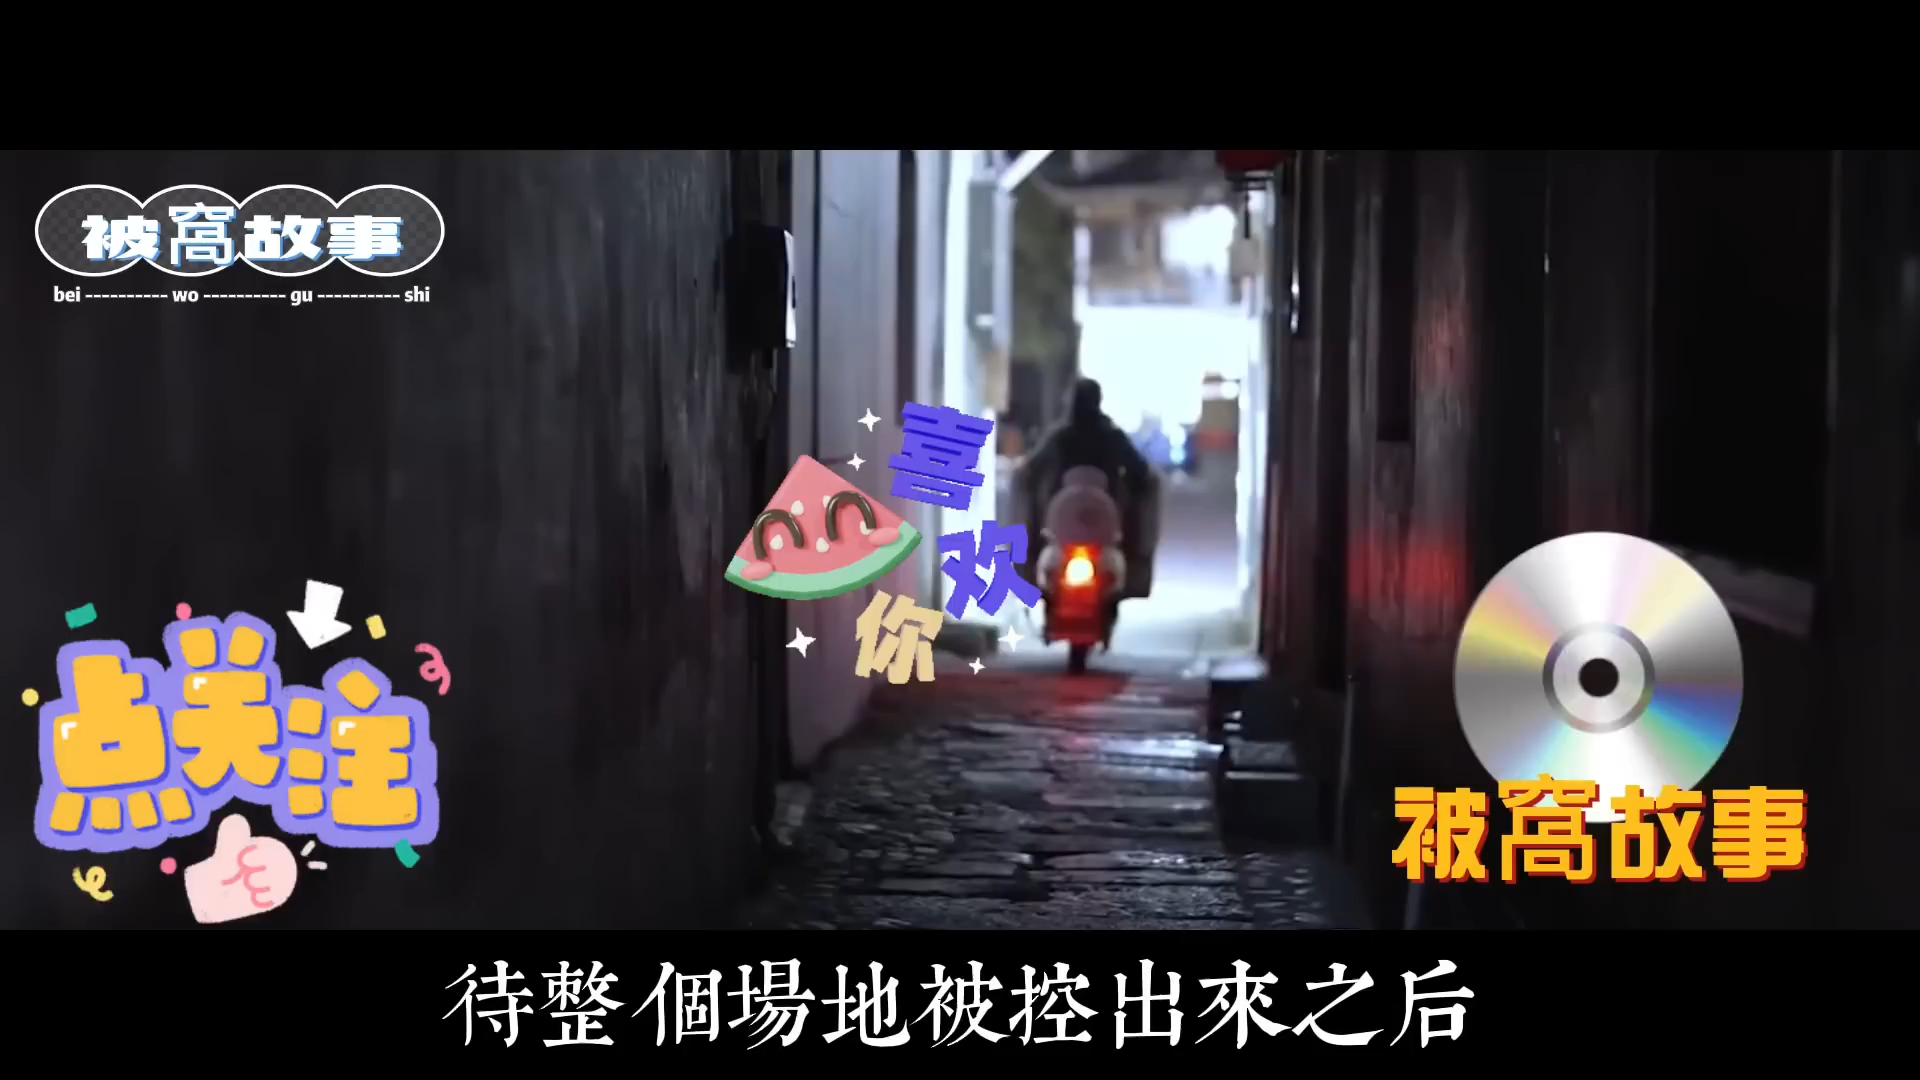 被窩故事
bei ---------- wo ---------- gu ---------- shi
喜欢你
点关注
被窩故事
待整個場地被控出來之后